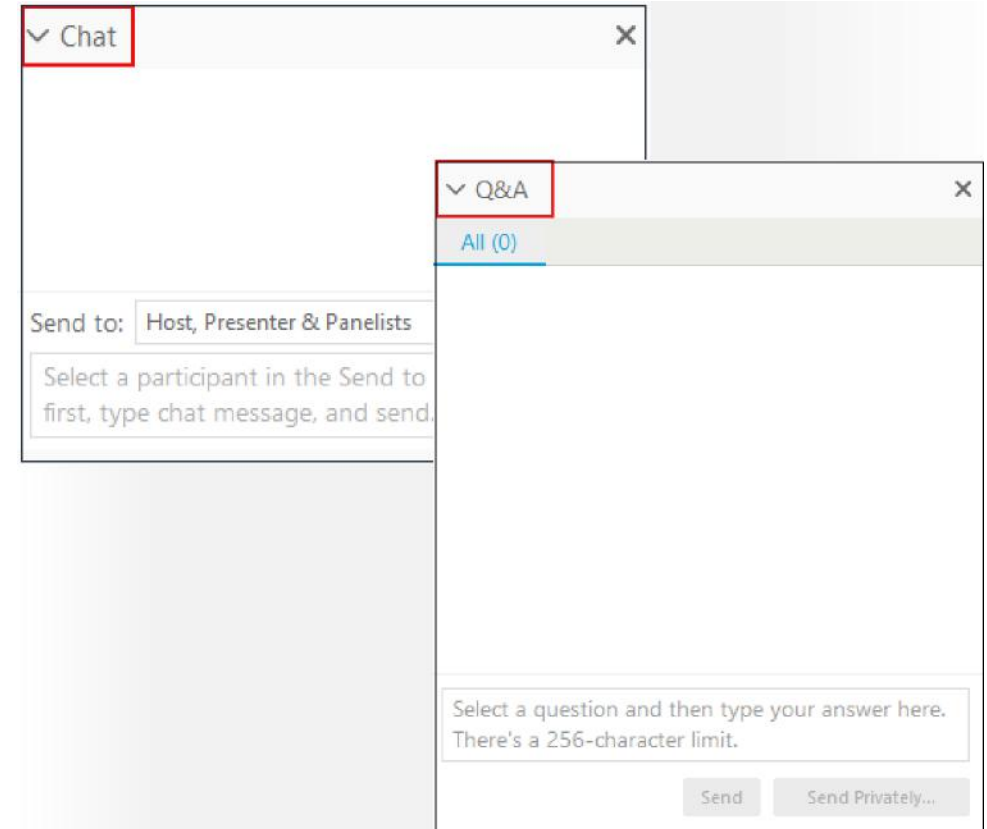 Chat
Send to: Host, Presenter & Panelists
Select a participant in the Send to
first, type chat message, and send.
Q&A
All (0)
Select a question and then type your answer here.
There's a 256-character limit.
Send Send Privately...